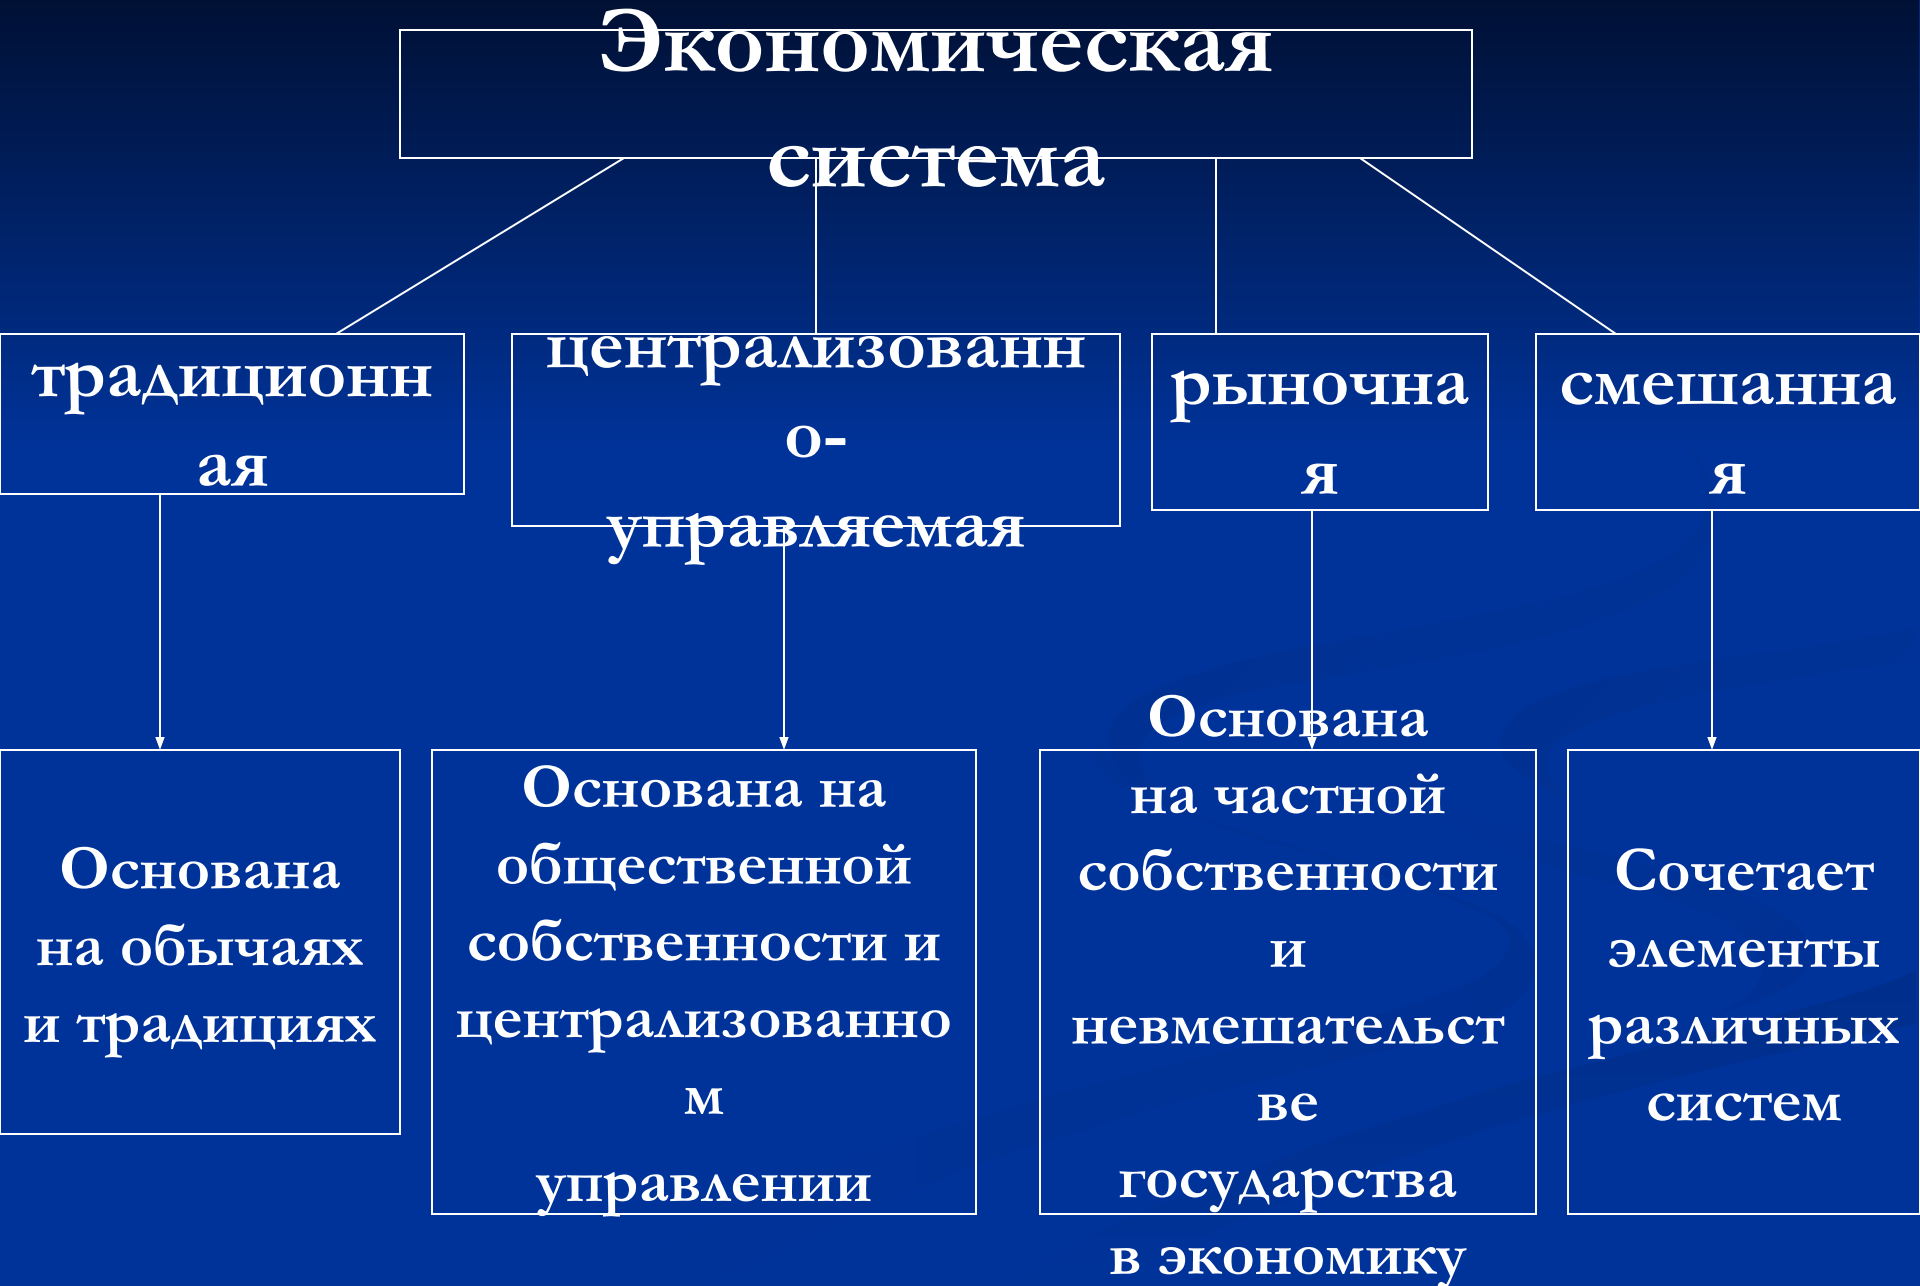 Экономическая
система
традиционн
ая
централизованн
о-
управляемая
рыночна
я
смешанна
я
Основана
на обычаях
и традициях
Основана на
общественной
собственности и
централизованно
м
управлении
Основана
на частной
собственности
и
невмешательст
ве
государства
в экономику
Сочетает
элементы
различных
систем